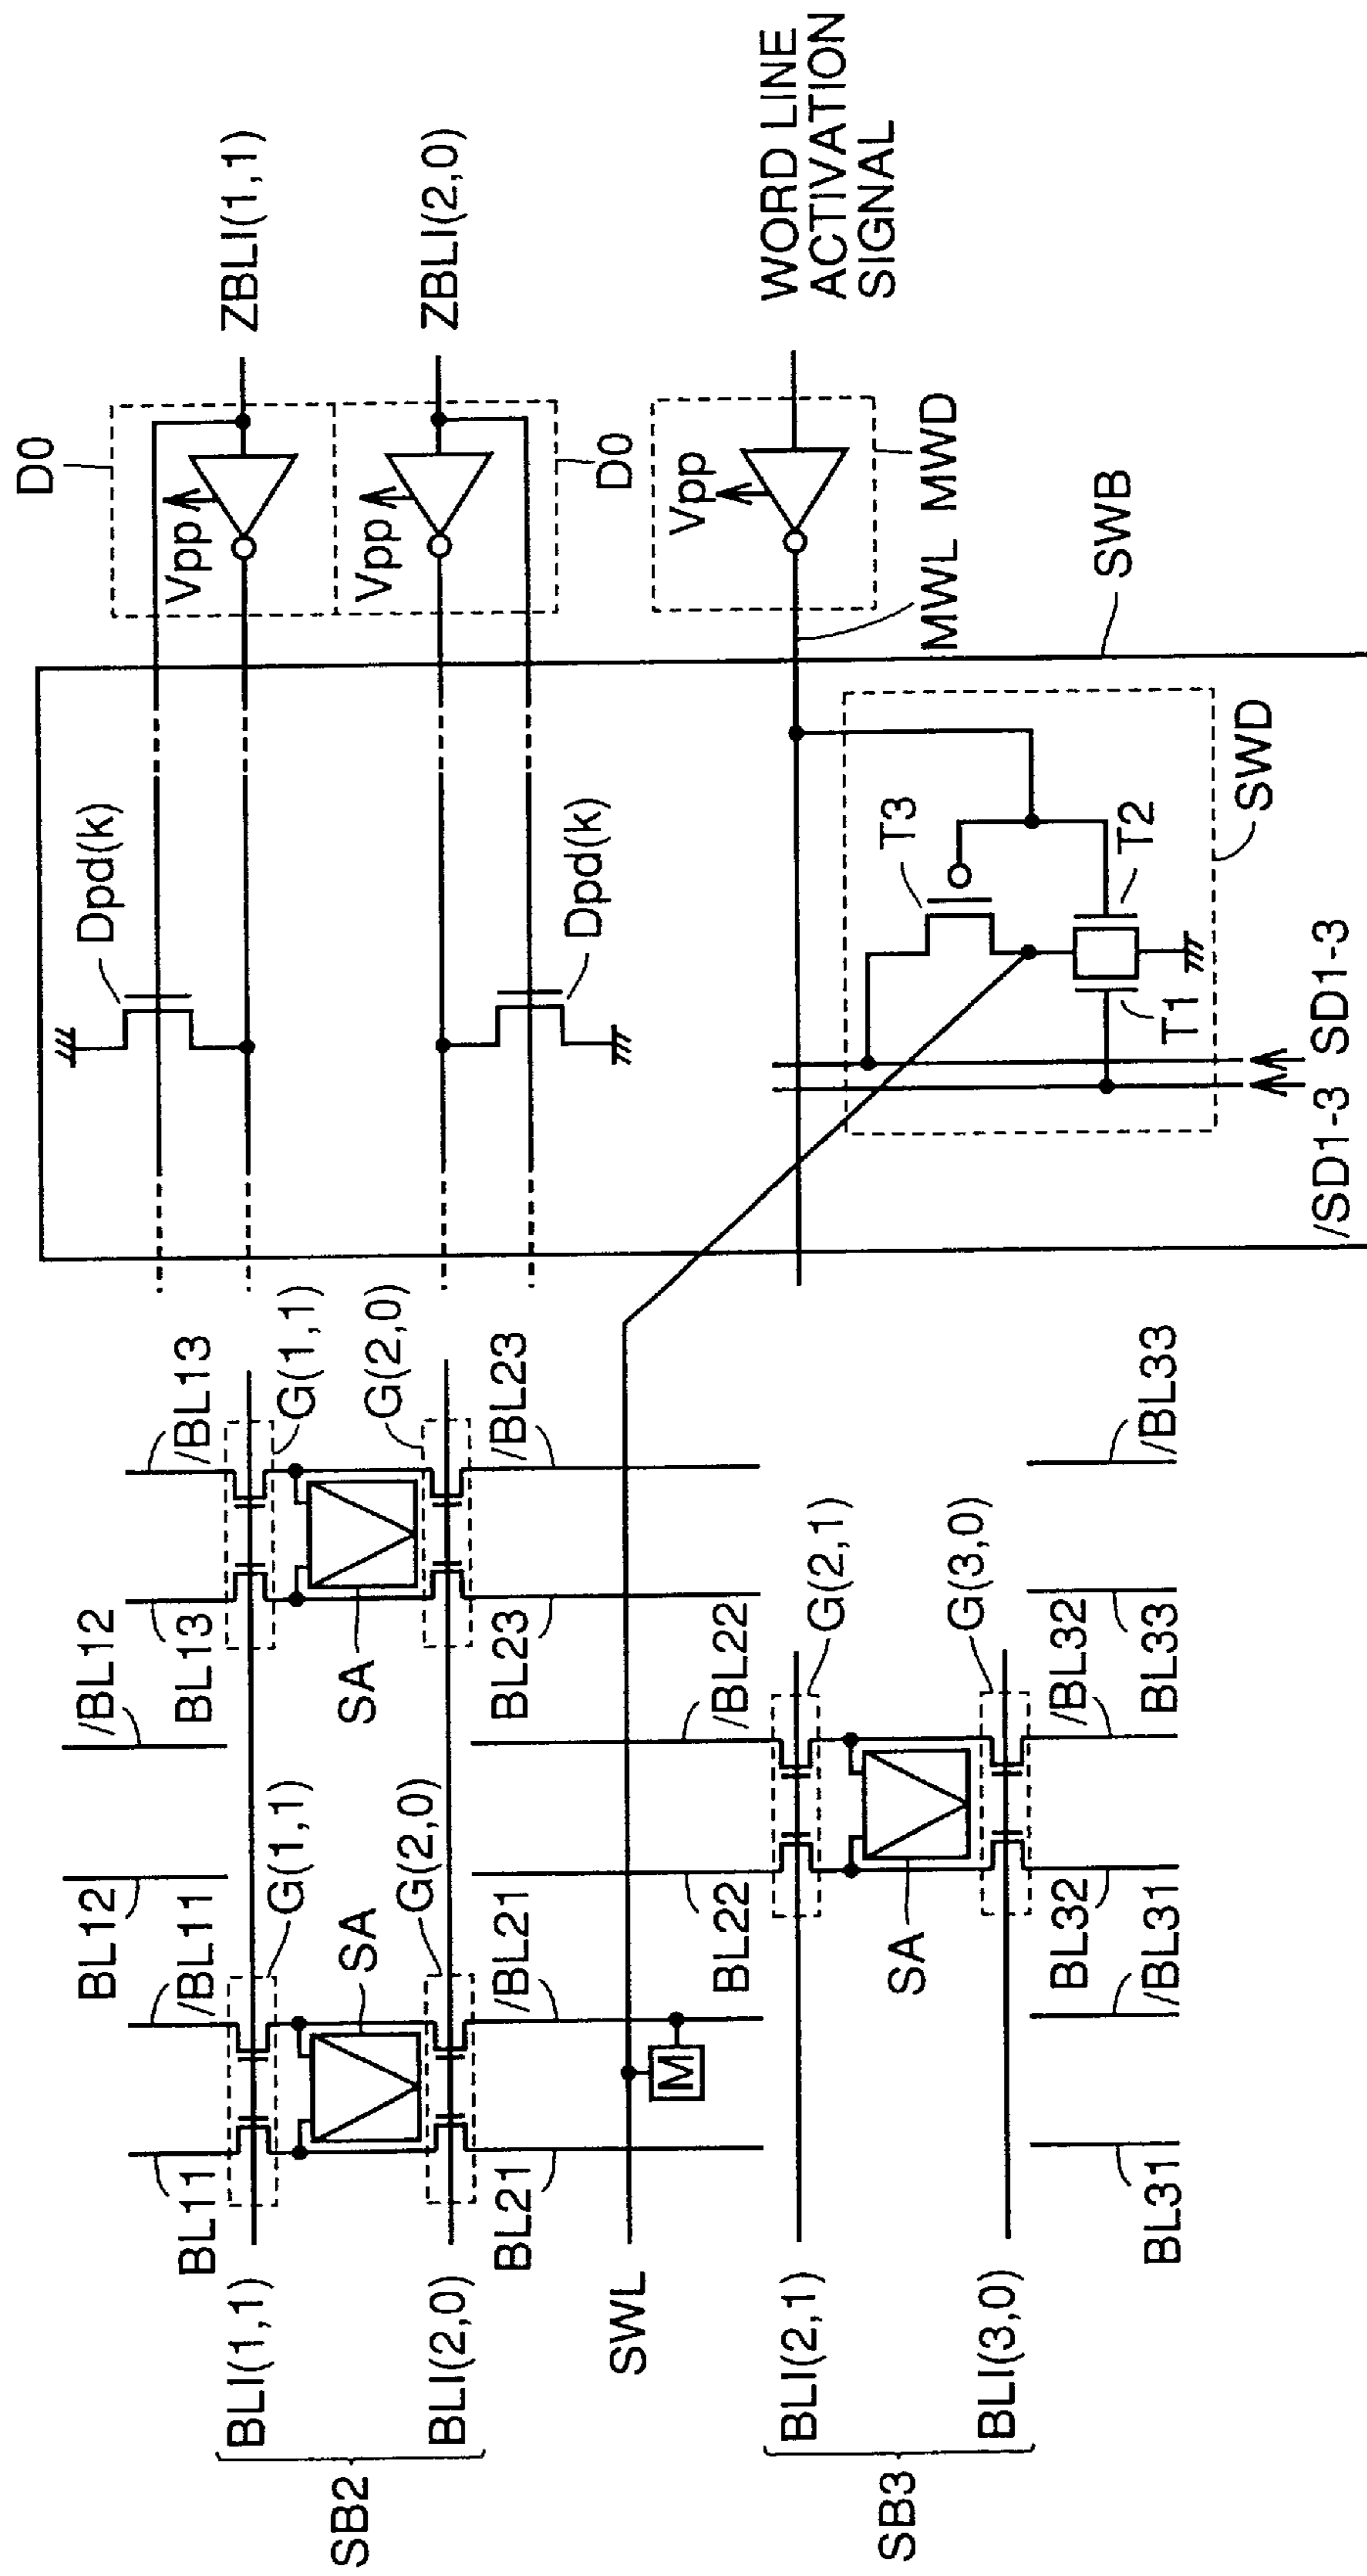 D0
Vpp
ZBLI(1,1)
Vpp
ZBLI(2,0)
D0
Vpp
WORD LINE
ACTIVATION
SIGNAL
MWL
MWD
SWB
Dpd(k)
Dpd(k)
T3
T2
T1
SWD
/SD1-3
SD1-3
BL11
/BL11
BL12
/BL12
BL13
/BL13
BLI(1,1)
G(1,1)
G(1,1)
SB2
SA
SA
BLI(2,0)
G(2,0)
G(2,0)
BL21
/BL21
BL23
/BL23
SWL
M
BL22
/BL22
BLI(2,1)
G(2,1)
SB3
SA
BLI(3,0)
G(3,0)
BL31
/BL31
BL32
/BL32
BL33
/BL33